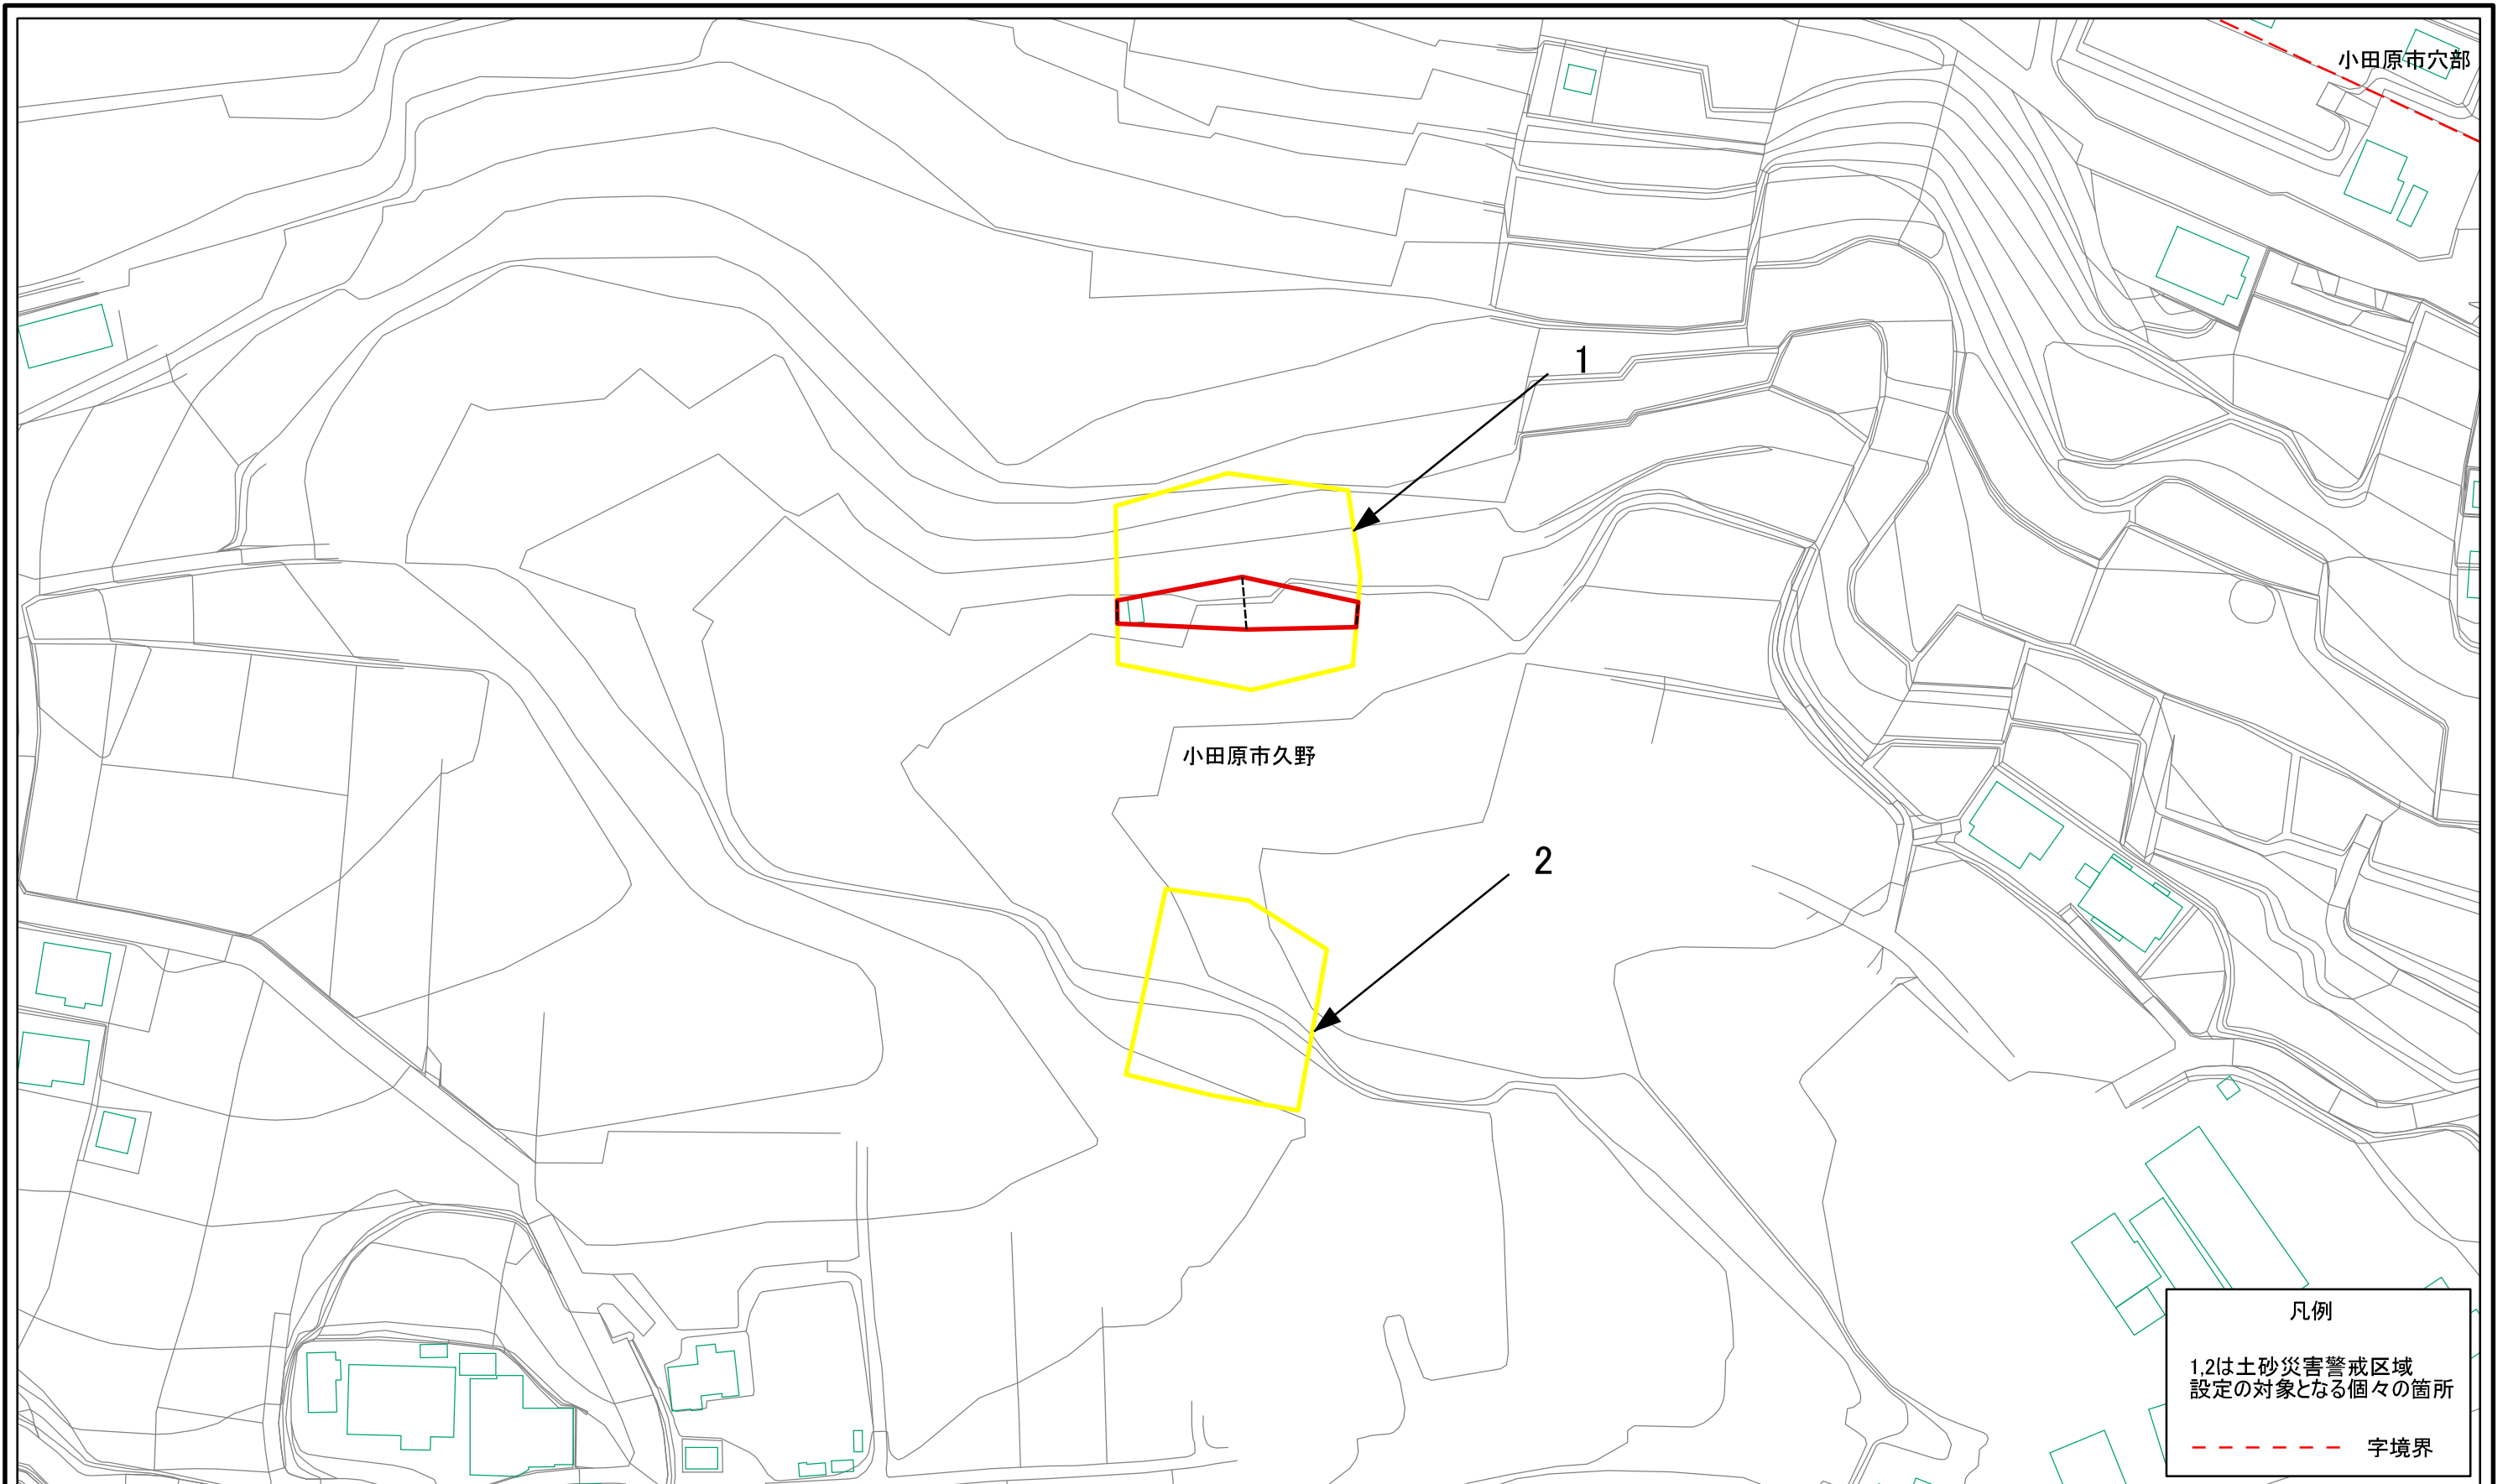 小田原市穴部
1
小田原市久野
2
凡例
1,2は土砂災害警戒区域
設定の対象となる個々の箇所
字境界